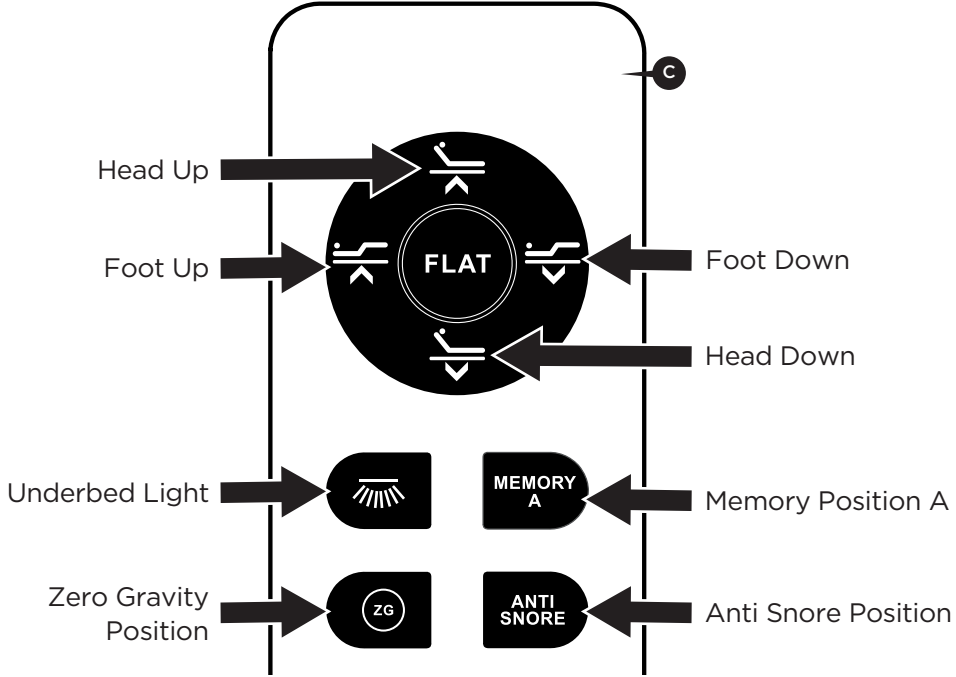 C
Head Up
Foot Up
FLAT
Foot Down
Head Down
Underbed Light
MEMORY
A
Memory Position A
Zero Gravity
Position
ZG
ANTI
SNORE
Anti Snore Position